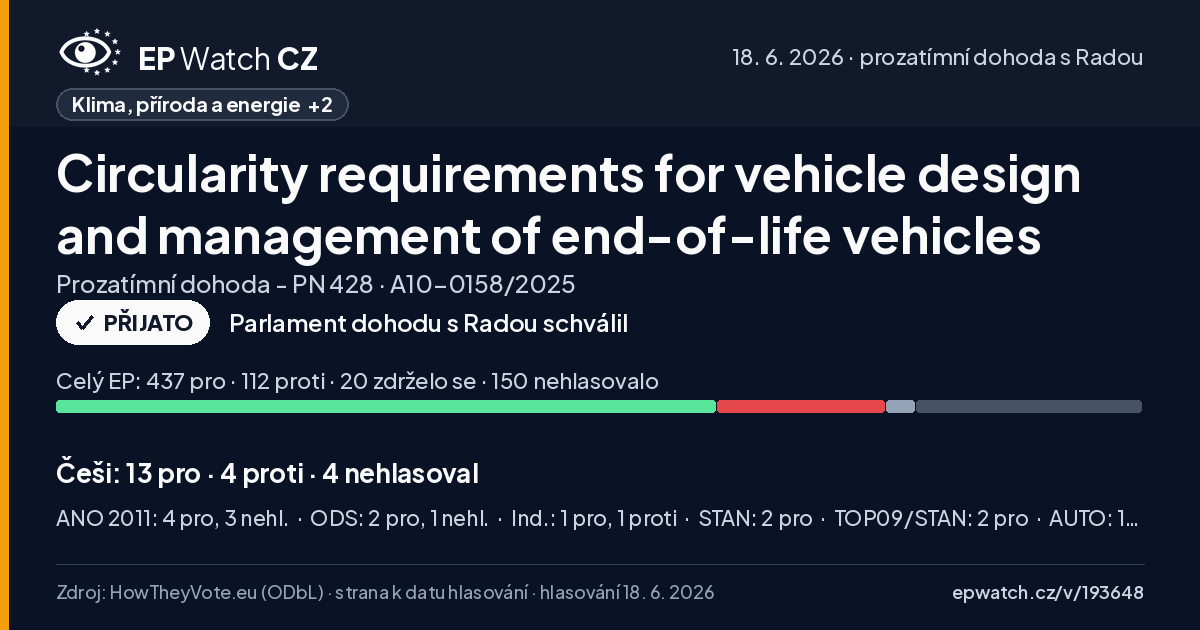 EP Watch CZ
18. 6. 2026 · prozatímní dohoda s Radou
Klima, příroda a energie +2
Circularity requirements for vehicle design
and management of end-of-life vehicles
Prozatímní dohoda - PN 428 · A10-0158/2025
✓ PŘIJATO
Parlament dohodu s Radou schválil
Celý EP: 437 pro · 112 proti · 20 zdrželo se · 150 nehlasovalo
Češi: 13 pro · 4 proti · 4 nehlasoval
ANO 2011: 4 pro, 3 nehl. · ODS: 2 pro, 1 nehl. · Ind.: 1 pro, 1 proti · STAN: 2 pro · TOP09/STAN: 2 pro · AUTO: 1…
Zdroj: HowTheyVote.eu (ODbL) · strana k datu hlasování · hlasování 18. 6. 2026
epwatch.cz/v/193648